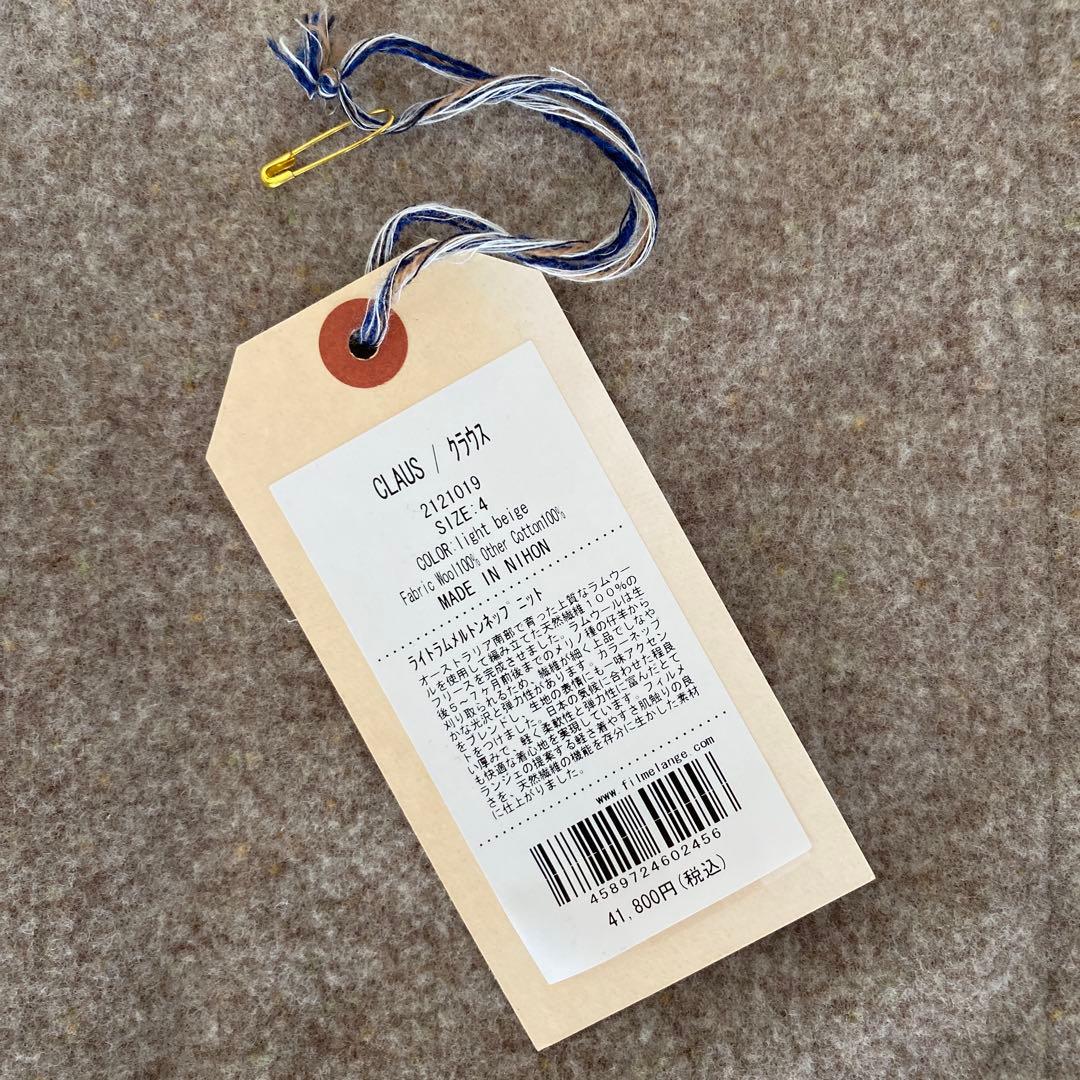 CLAUS / クラウス
2121019
SIZE:4
COLOR:light beige
Fabric Wool100% Other Cotton100%
MADE IN NIHON
ライトラムメルトンネップ ニット
オーストラリア南部で育った上質なラムウー
ルを使用して編み立てた天然繊維100%の
フリースを完成させました。ラムウールは生
後5~7ヶ月前後までのメリノ種の仔羊から
刈り取られるため、繊維が細く上品でしなや
かな光沢と弾力性があります。カラーネップ
をブレンドし、生地の表情にも一味アクセン
トをつけました。日本の気候に合わせた程良
い厚みで、軽く柔軟性と弾力性に富んだとて
も快適な着心地を実現しています。フィルメ
ランジェの提案する軽さ着やすさ肌触りの良
さを、天然繊維の機能を存分に生かした素材
に仕上がりました。
www.filmelange.com
4589724602456
41,800円(税込)